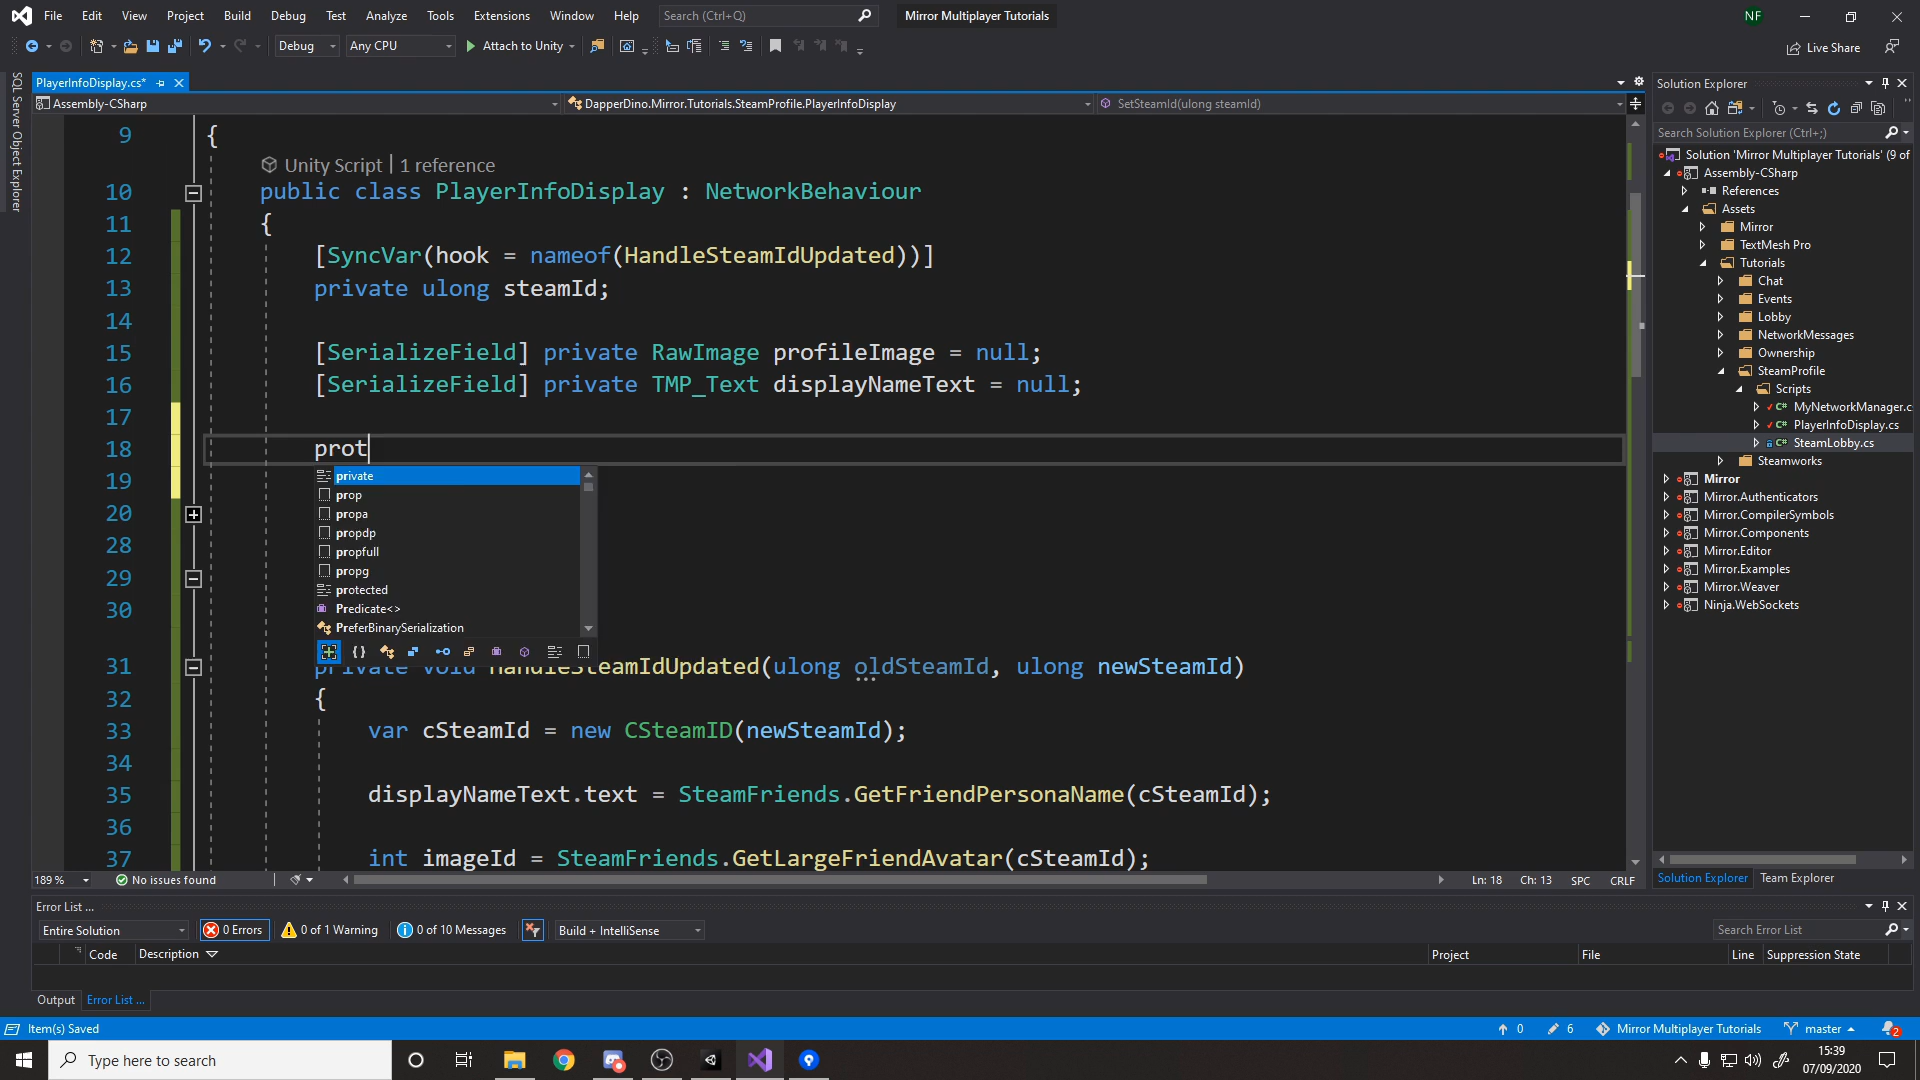 File Edit View Project Build Debug Test Analyze Tools Extensions Window Help Search (Ctrl+Q) Mirror Multiplayer Tutorials NF
Debug Any CPU Attach to Unity Live Share
SQL Server Object Explorer
PlayerInfoDisplay.cs*
Assembly-CSharp DapperDino.Mirror.Tutorials.SteamProfile.PlayerInfoDisplay SetSteamId(ulong steamId)
9 {
Unity Script | 1 reference
10 public class PlayerInfoDisplay : NetworkBehaviour
11 {
12 [SyncVar(hook = nameof(HandleSteamIdUpdated))]
13 private ulong steamId;
14
15 [SerializeField] private RawImage profileImage = null;
16 [SerializeField] private TMP_Text displayNameText = null;
17
18 prot
19
20
28
29
30
private
prop
propa
propdp
propfull
propg
protected
Predicate<>
PreferBinarySerialization
31 private void HandleSteamIdUpdated(ulong oldSteamId, ulong newSteamId)
32 {
33 var cSteamId = new CSteamID(newSteamId);
34
35 displayNameText.text = SteamFriends.GetFriendPersonaName(cSteamId);
36
37 int imageId = SteamFriends.GetLargeFriendAvatar(cSteamId);
189 % No issues found Ln: 18 Ch: 13 SPC CRLF
Solution Explorer
Search Solution Explorer (Ctrl+;)
Solution 'Mirror Multiplayer Tutorials' (9 of
Assembly-CSharp
References
Assets
Mirror
TextMesh Pro
Tutorials
Chat
Events
Lobby
NetworkMessages
Ownership
SteamProfile
Scripts
MyNetworkManager.c
PlayerInfoDisplay.cs
SteamLobby.cs
Steamworks
Mirror
Mirror.Authenticators
Mirror.CompilerSymbols
Mirror.Components
Mirror.Editor
Mirror.Examples
Mirror.Weaver
Ninja.WebSockets
Solution Explorer Team Explorer
Error List ...
Entire Solution 0 Errors 0 of 1 Warning 0 of 10 Messages Build + IntelliSense Search Error List
Code Description Project File Line Suppression State
Output Error List ...
Item(s) Saved 0 6 Mirror Multiplayer Tutorials master 2
Type here to search
15:39
07/09/2020